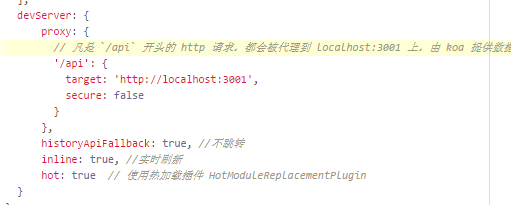 ],
devServer: {
proxy: {
// 凡是 `/api` 开头的 http 请求，都会被代理到 localhost:3001 上，由 koa 提供数据
'/api': {
target: 'http://localhost:3001',
secure: false
}
},
historyApiFallback: true, //不跳转
inline: true, //实时刷新
hot: true // 使用热加载插件 HotModuleReplacementPlugin
}